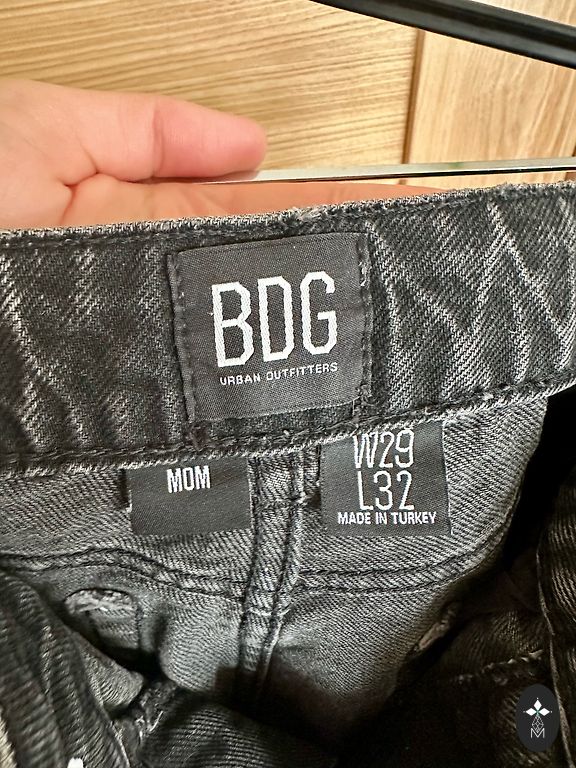 BDG
URBAN OUTFITTERS
MOM
W29
L32
MADE IN TURKEY
M